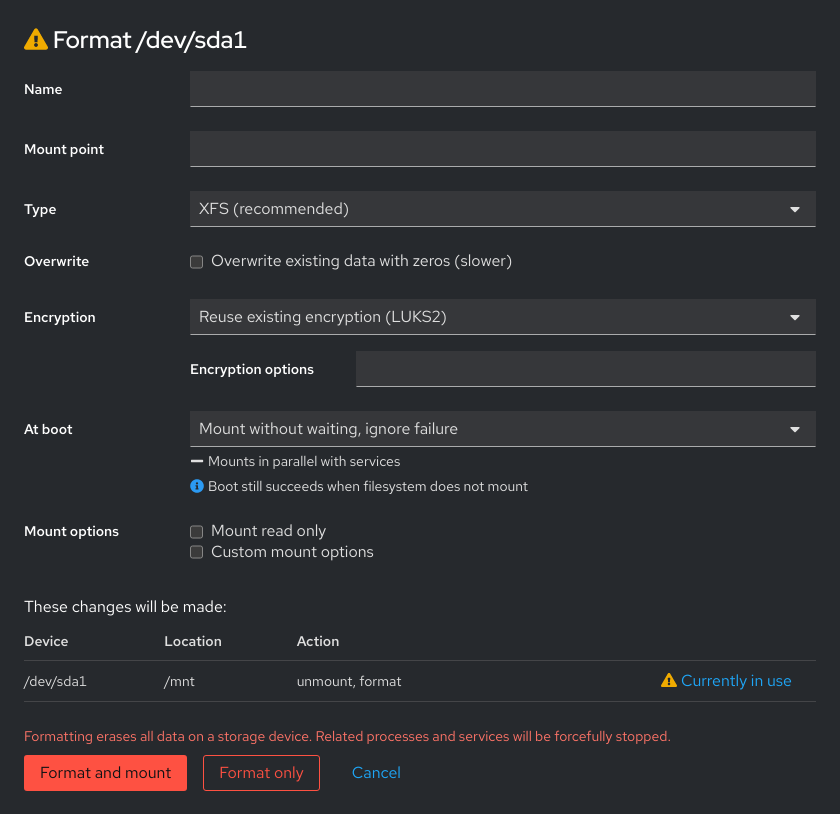 Format /dev/sda1
Name
Mount point
Type XFS (recommended)
Overwrite Overwrite existing data with zeros (slower)
Encryption Reuse existing encryption (LUKS2)
Encryption options
At boot Mount without waiting, ignore failure
Mounts in parallel with services
Boot still succeeds when filesystem does not mount
Mount options Mount read only
Custom mount options
These changes will be made:
Device Location Action
/dev/sda1 /mnt unmount, format Currently in use
Formatting erases all data on a storage device. Related processes and services will be forcefully stopped.
Format and mount Format only Cancel